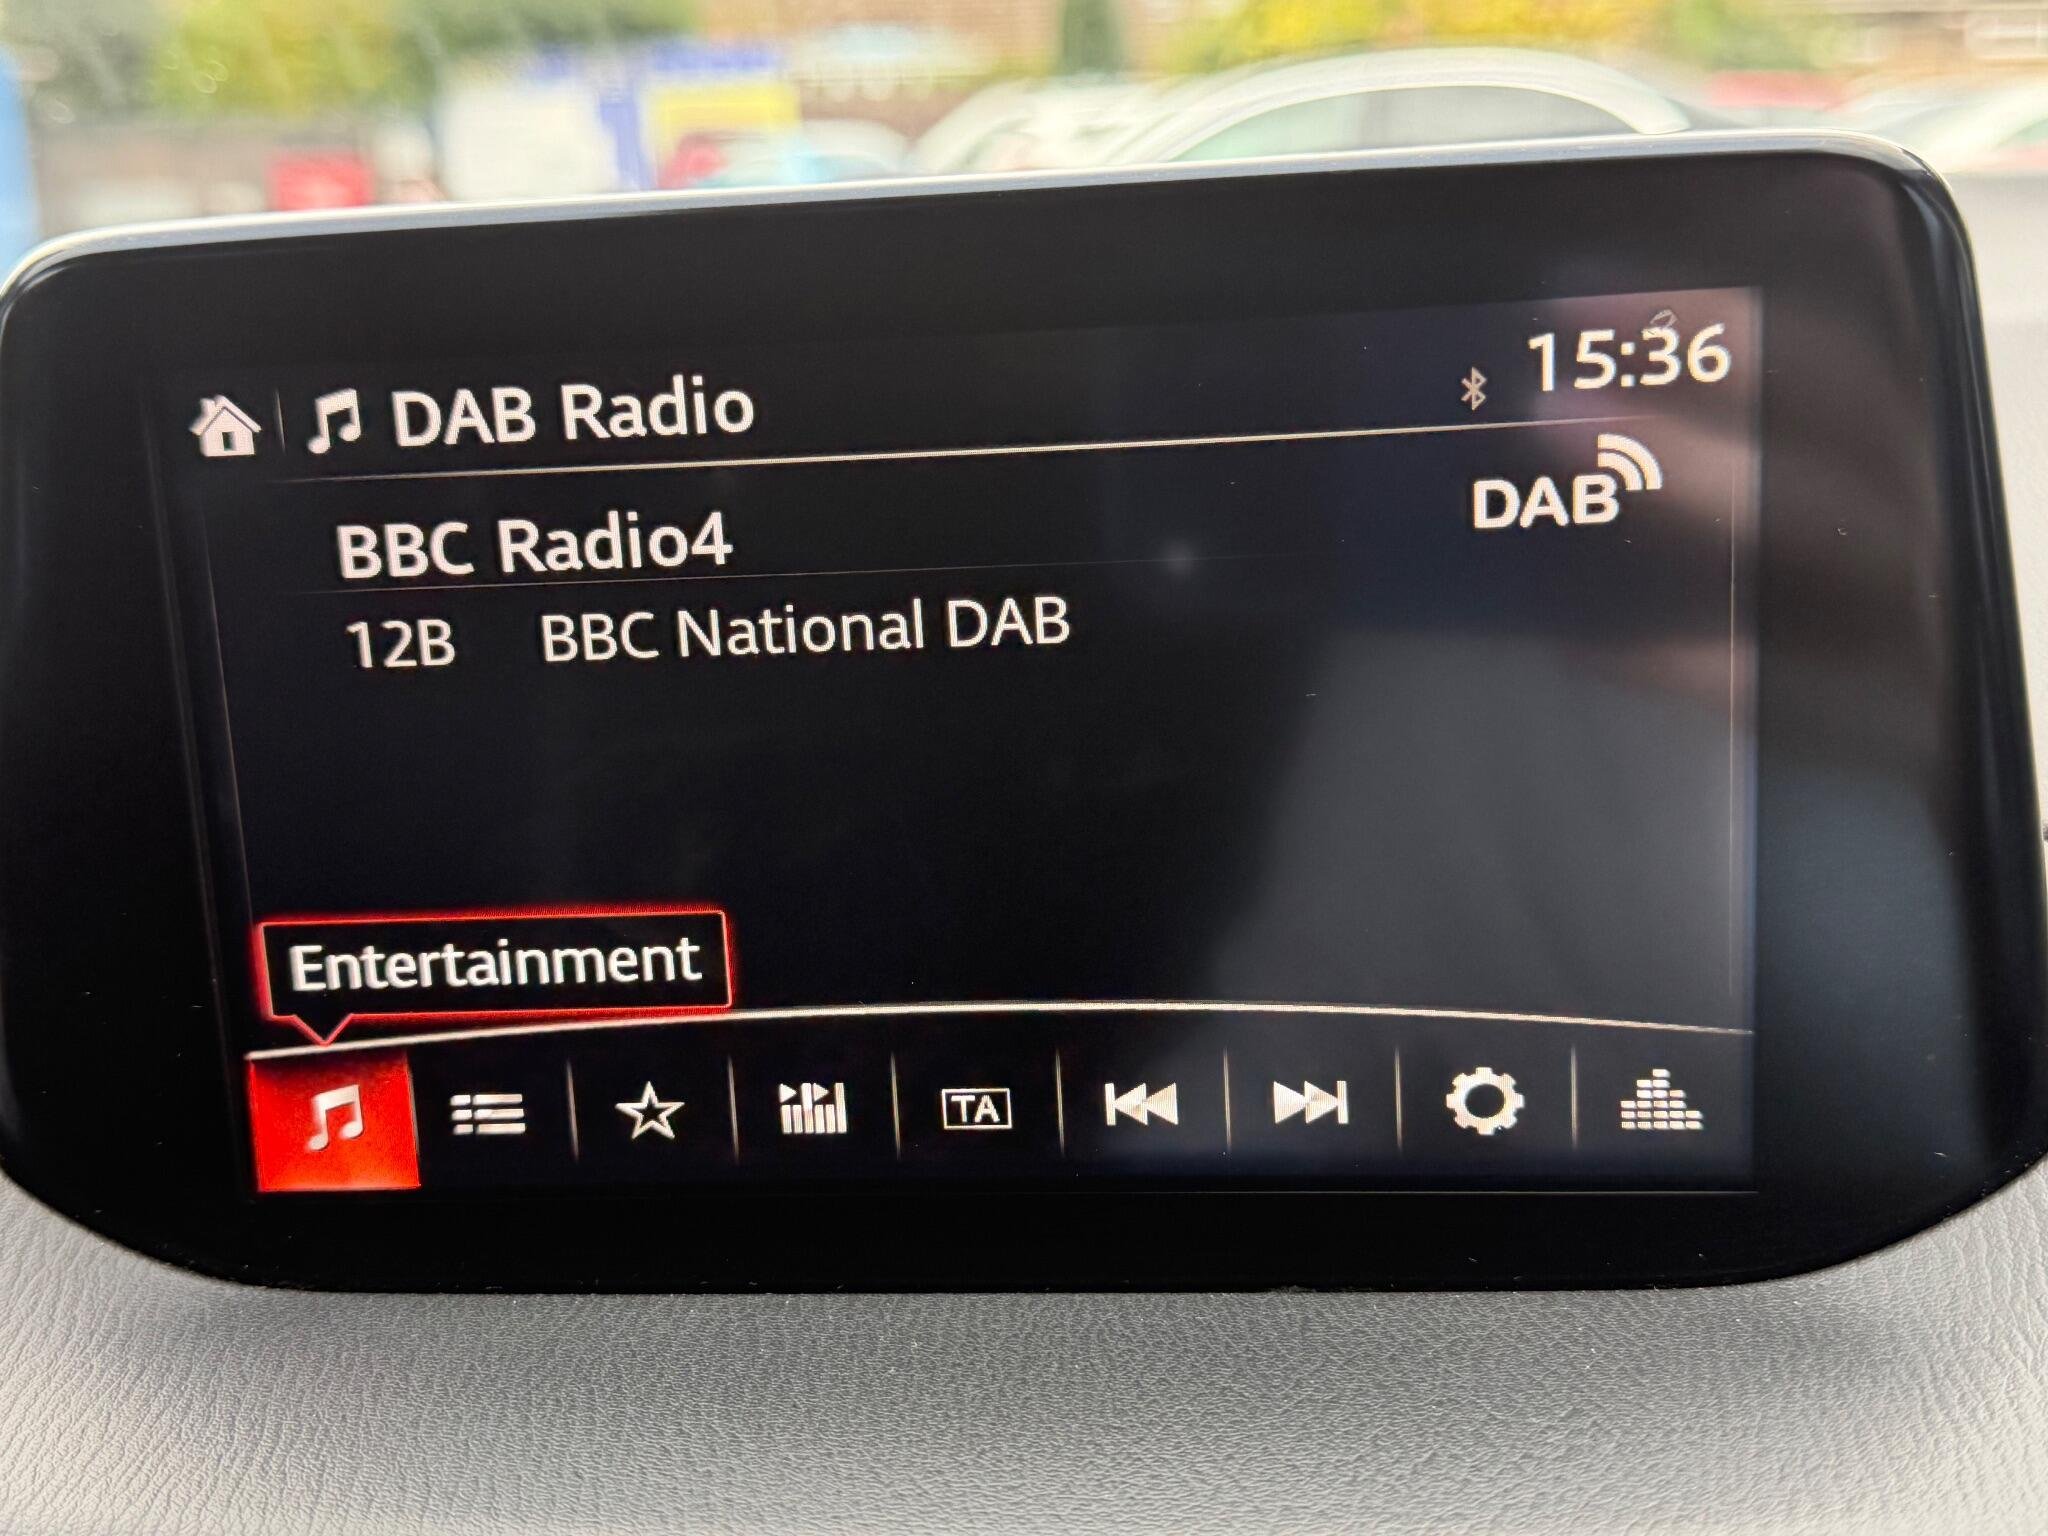 DAB Radio
15:36
BBC Radio4
DAB
12B BBC National DAB
Entertainment
TA